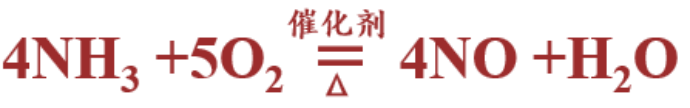 4NH₃ +5O₂ 催化剂 = △ 4NO +H₂O